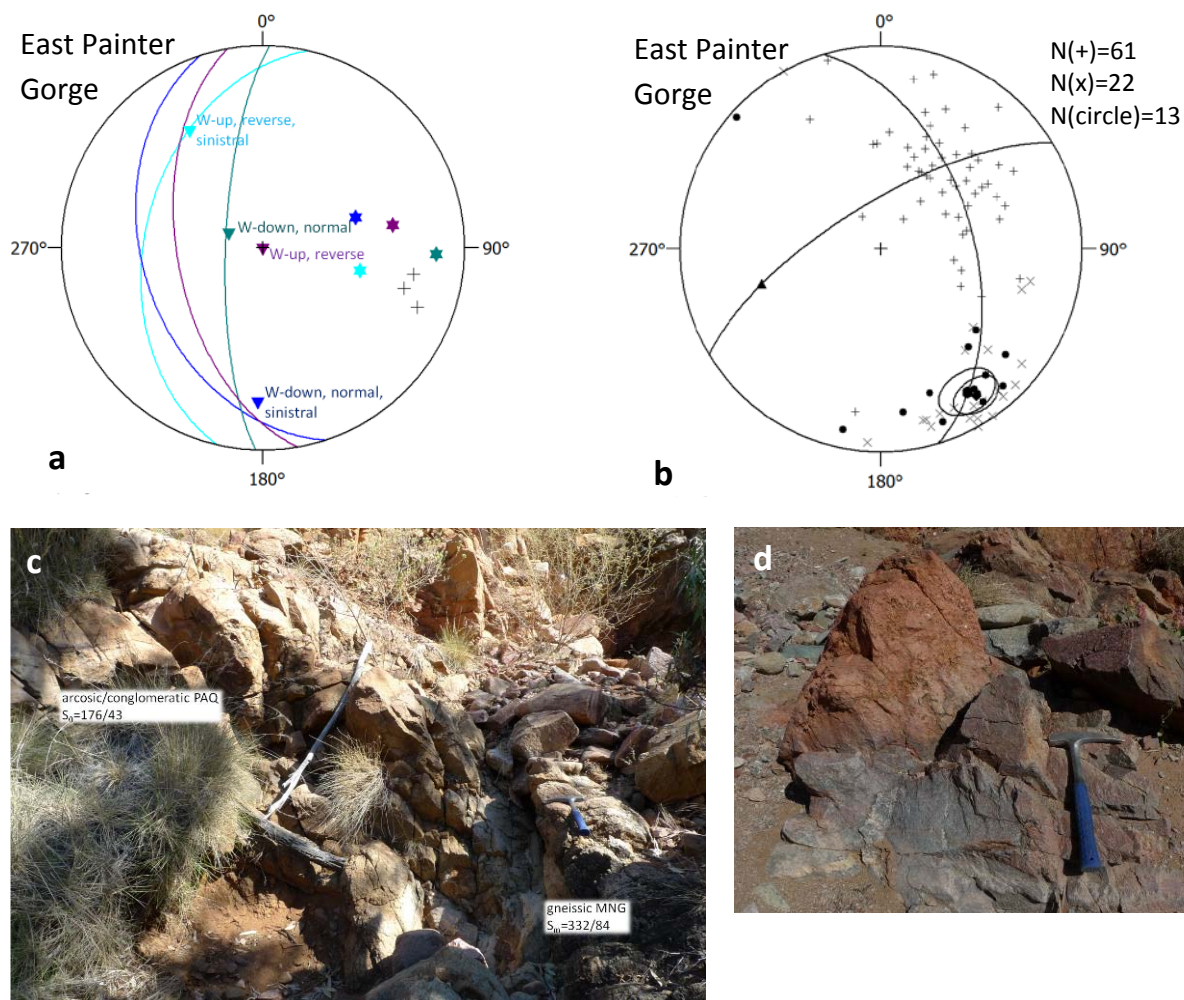 0°
East Painter
Gorge
W-up, reverse,
sinistral
270°
W-down, normal
90°
W-up, reverse
W-down, normal,
sinistral
a
180°
0°
East Painter
Gorge
N(+)=61
N(x)=22
N(circle)=13
270°
90°
b
180°
c
arcosic/conglomeratic PAQ
S₀=176/43
gneissic MNG
Sₘ=332/84
d